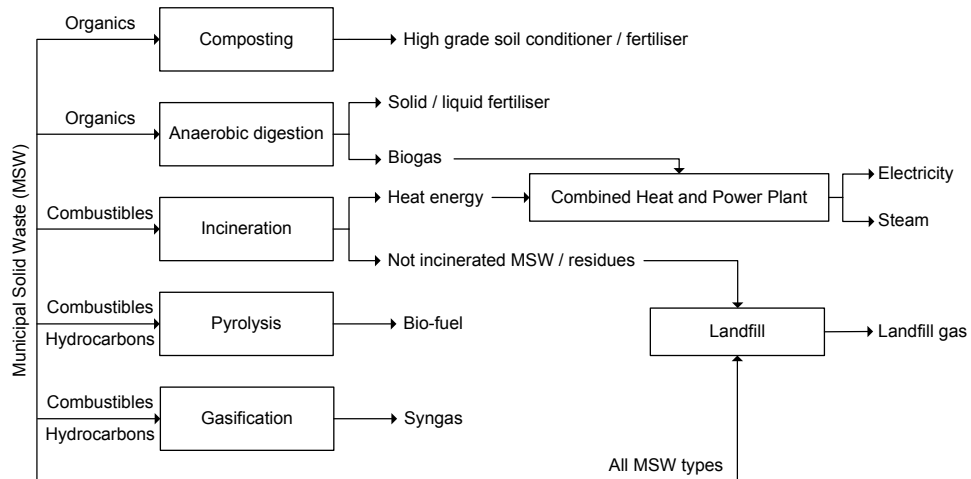 Organics
Composting
High grade soil conditioner / fertiliser
Municipal Solid Waste (MSW)
Organics
Anaerobic digestion
Solid / liquid fertiliser
Biogas
Combustibles
Incineration
Heat energy
Combined Heat and Power Plant
Electricity
Steam
Not incinerated MSW / residues
Combustibles
Hydrocarbons
Pyrolysis
Bio-fuel
Landfill
Landfill gas
Combustibles
Hydrocarbons
Gasification
Syngas
All MSW types